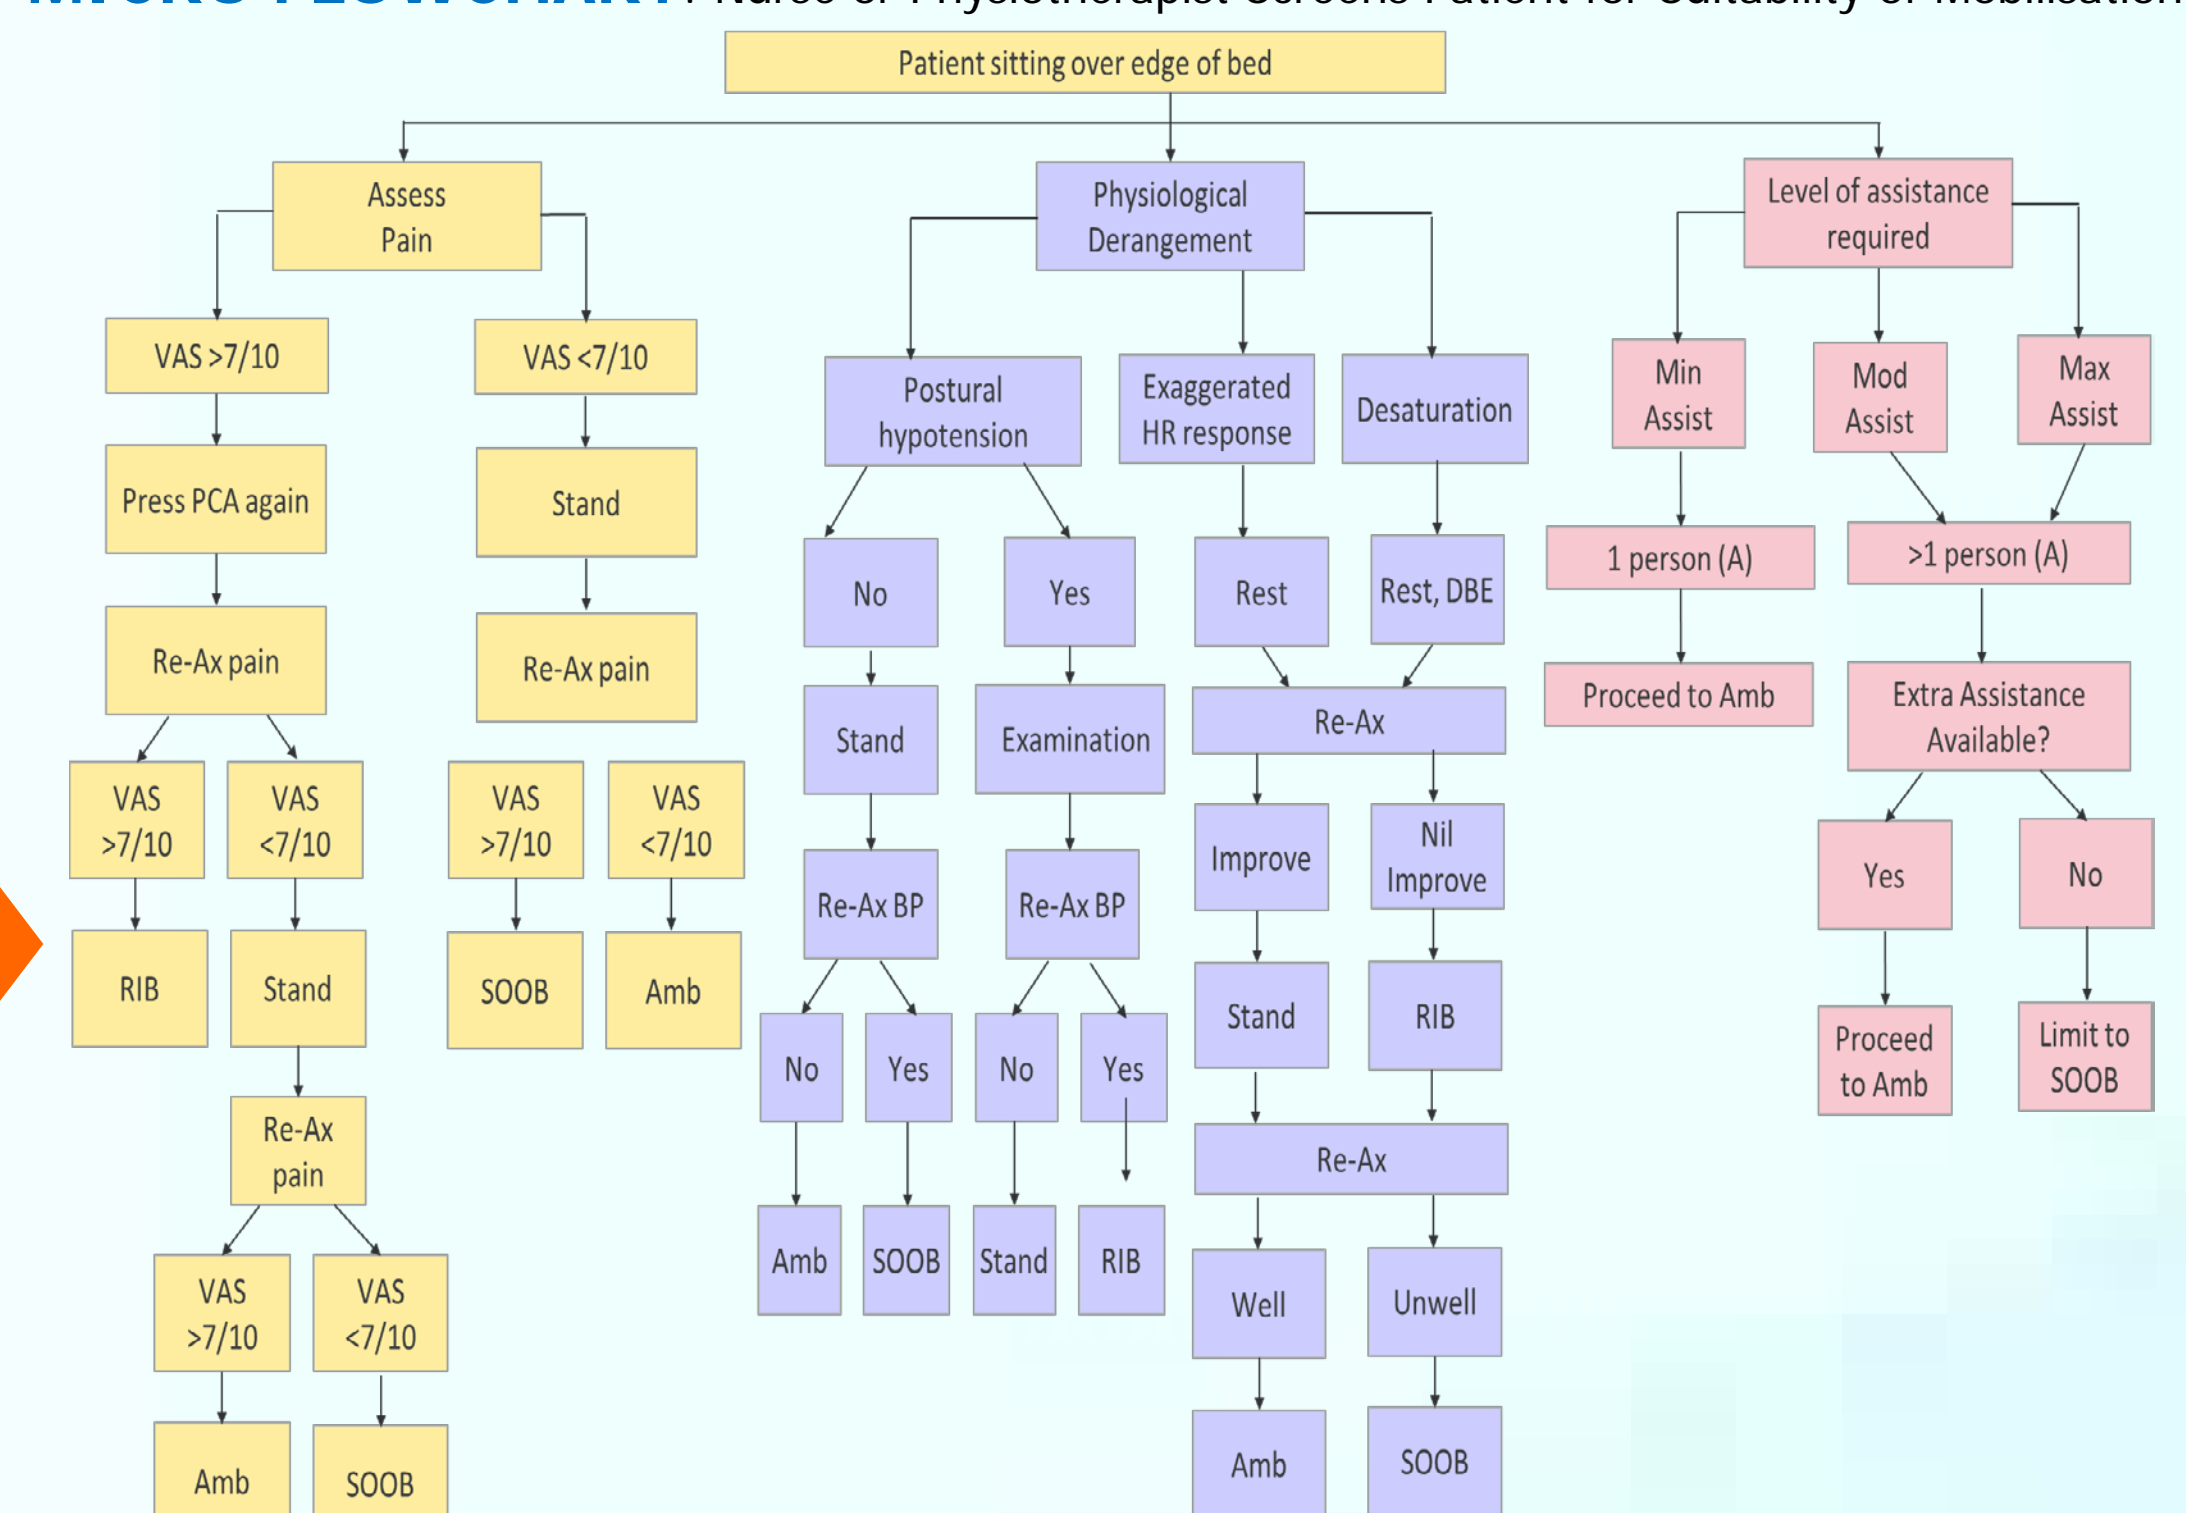 MICKS FLOWCHART: Nurse or Physiotherapist Screens Patient for Suitability of Mobilisation
Patient sitting over edge of bed
Assess
Pain
Physiological
Derangement
Level of assistance
required
VAS >7/10
VAS <7/10
Postural
hypotension
Exaggerated
HR response
Desaturation
Min
Assist
Mod
Assist
Max
Assist
Press PCA again
Stand
No
Yes
Rest
Rest, DBE
1 person (A)
>1 person (A)
Re-Ax pain
Re-Ax pain
Stand
Examination
Re-Ax
Proceed to Amb
Extra Assistance
Available?
VAS
>7/10
VAS
<7/10
VAS
>7/10
VAS
<7/10
Re-Ax BP
Re-Ax BP
Improve
Nil
Improve
Yes
No
RIB
Stand
SOOB
Amb
No
Yes
No
Yes
Stand
RIB
Proceed
to Amb
Limit to
SOOB
Re-Ax
pain
Re-Ax
Amb
SOOB
Stand
RIB
VAS
>7/10
VAS
<7/10
Well
Unwell
Amb
SOOB
Amb
SOOB